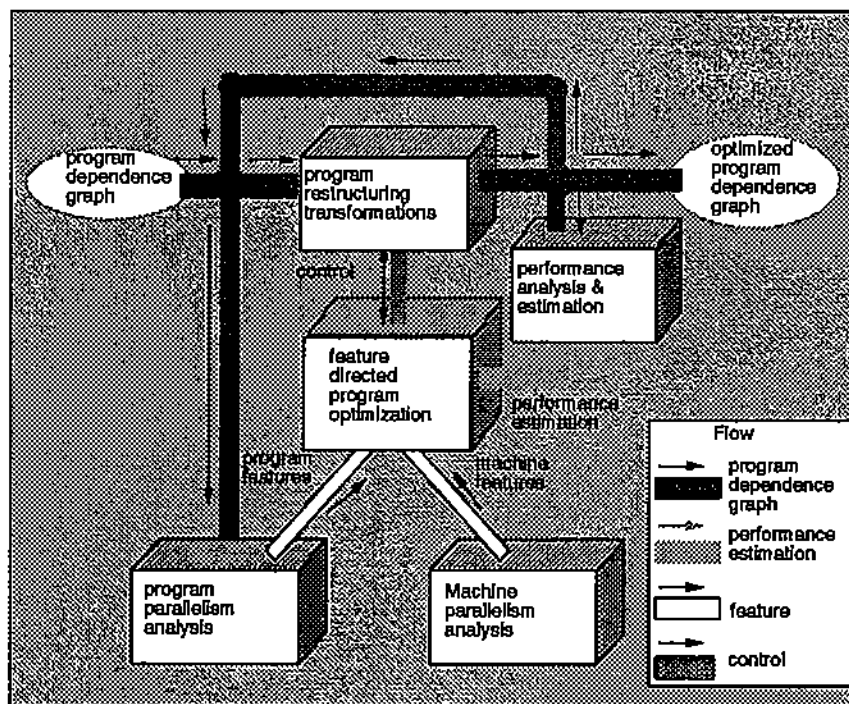 program
dependence
graph
program
restructuring
transformations
optimized
program
dependence
graph
control
performance
analysis &
estimation
feature
directed
program
optimization
performance
estimation
program
features
machine
features
program
parallelism
analysis
Machine
parallelism
analysis
Flow
program
dependence
graph
performance
estimation
feature
control